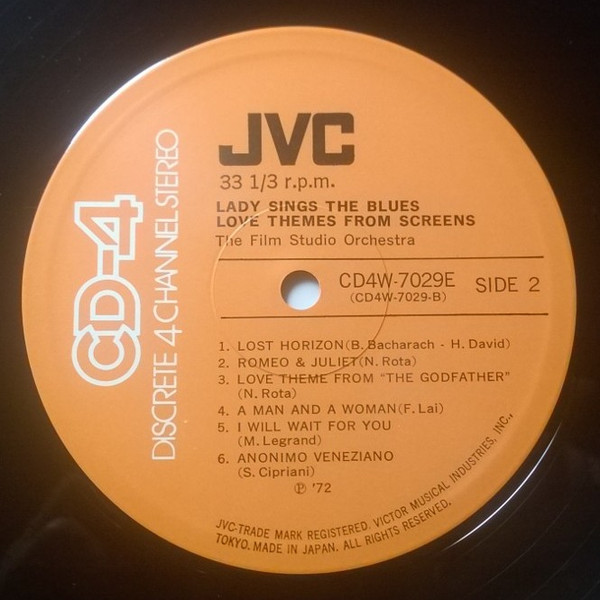 JVC
33 1/3 r.p.m.
LADY SINGS THE BLUES
LOVE THEMES FROM SCREENS
The Film Studio Orchestra
CD-4
DISCRETE 4 CHANNEL STEREO
CD4W-7029E
(CD4W-7029-B)
SIDE 2
1. LOST HORIZON(B. Bacharach - H. David)
2. ROMEO & JULIET(N. Rota)
3. LOVE THEME FROM "THE GODFATHER"
(N. Rota)
4. A MAN AND A WOMAN(F. Lai)
5. I WILL WAIT FOR YOU
(M. Legrand)
6. ANONIMO VENEZIANO
(S. Cipriani)
℗ '72
JVC-TRADE MARK REGISTERED. VICTOR MUSICAL INDUSTRIES, INC.,
TOKYO. MADE IN JAPAN. ALL RIGHTS RESERVED.